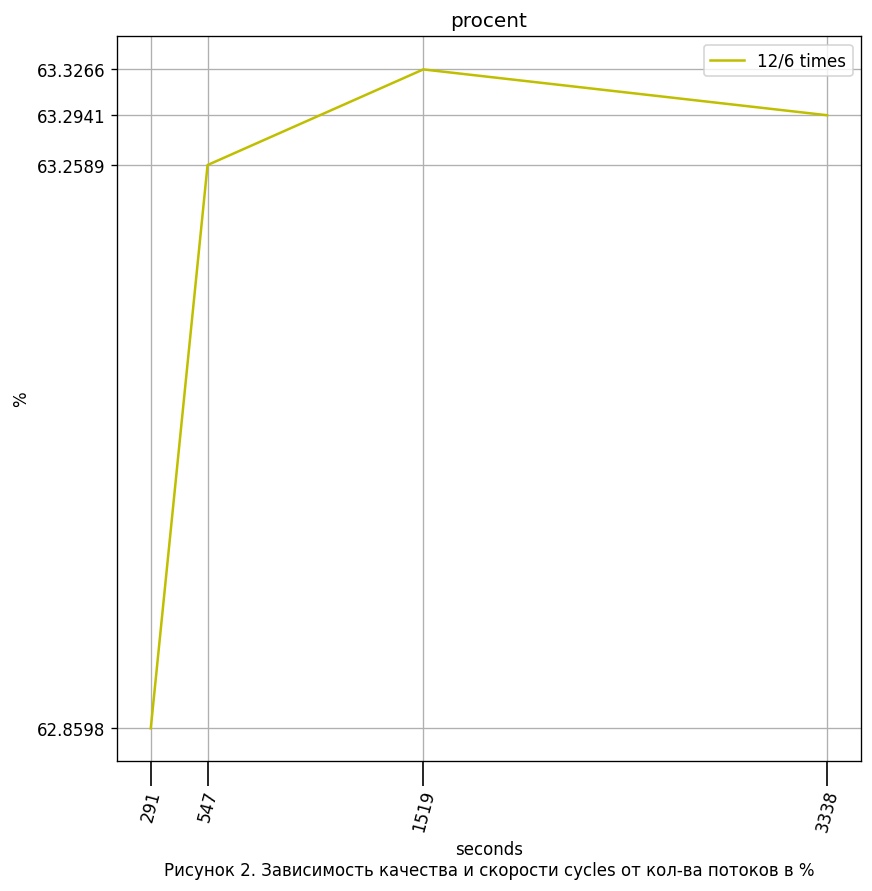 procent
12/6 times
63.3266
63.2941
63.2589
%
62.8598
291
547
1519
3338
seconds
Рисунок 2. Зависимость качества и скорости cycles от кол-ва потоков в %